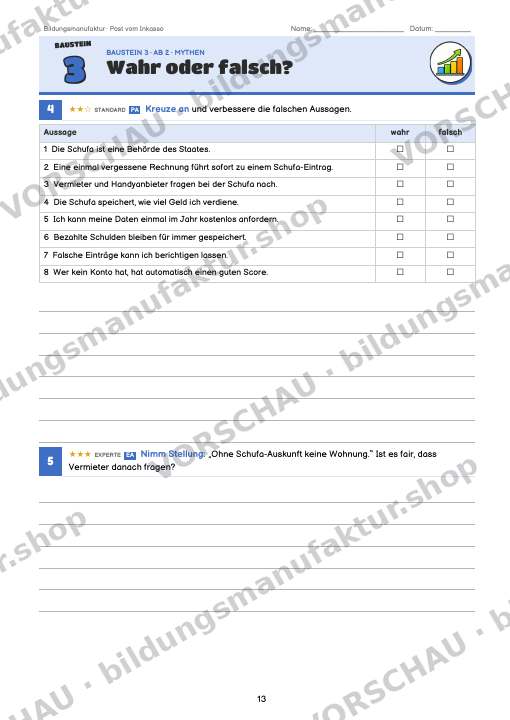 Bildungsmanufaktur · Post vom Inkasso Name: Datum:
BAUSTEIN
3
BAUSTEIN 3 · AB 2 · MYTHEN
Wahr oder falsch?
4 ★★☆ STANDARD PA Kreuze an und verbessere die falschen Aussagen.
Aussage wahr falsch
1 Die Schufa ist eine Behörde des Staates. ☐ ☐
2 Eine einmal vergessene Rechnung führt sofort zu einem Schufa-Eintrag. ☐ ☐
3 Vermieter und Handyanbieter fragen bei der Schufa nach. ☐ ☐
4 Die Schufa speichert, wie viel Geld ich verdiene. ☐ ☐
5 Ich kann meine Daten einmal im Jahr kostenlos anfordern. ☐ ☐
6 Bezahlte Schulden bleiben für immer gespeichert. ☐ ☐
7 Falsche Einträge kann ich berichtigen lassen. ☐ ☐
8 Wer kein Konto hat, hat automatisch einen guten Score. ☐ ☐
5 ★★★ EXPERTE EA Nimm Stellung: „Ohne Schufa-Auskunft keine Wohnung.“ Ist es fair, dass
Vermieter danach fragen?
13
VORSCHAU · bildungsmanufaktur.shop
VORSCHAU · bildungsmanufaktur.shop